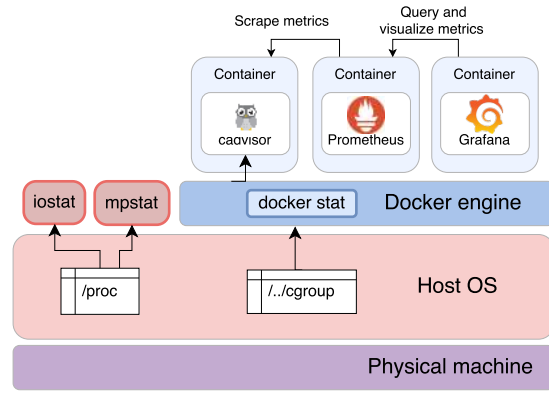 Scrape metrics
Query and
visualize metrics
Container
Container
Container
cadvisor
Prometheus
Grafana
iostat
mpstat
docker stat
Docker engine
/proc
/../cgroup
Host OS
Physical machine